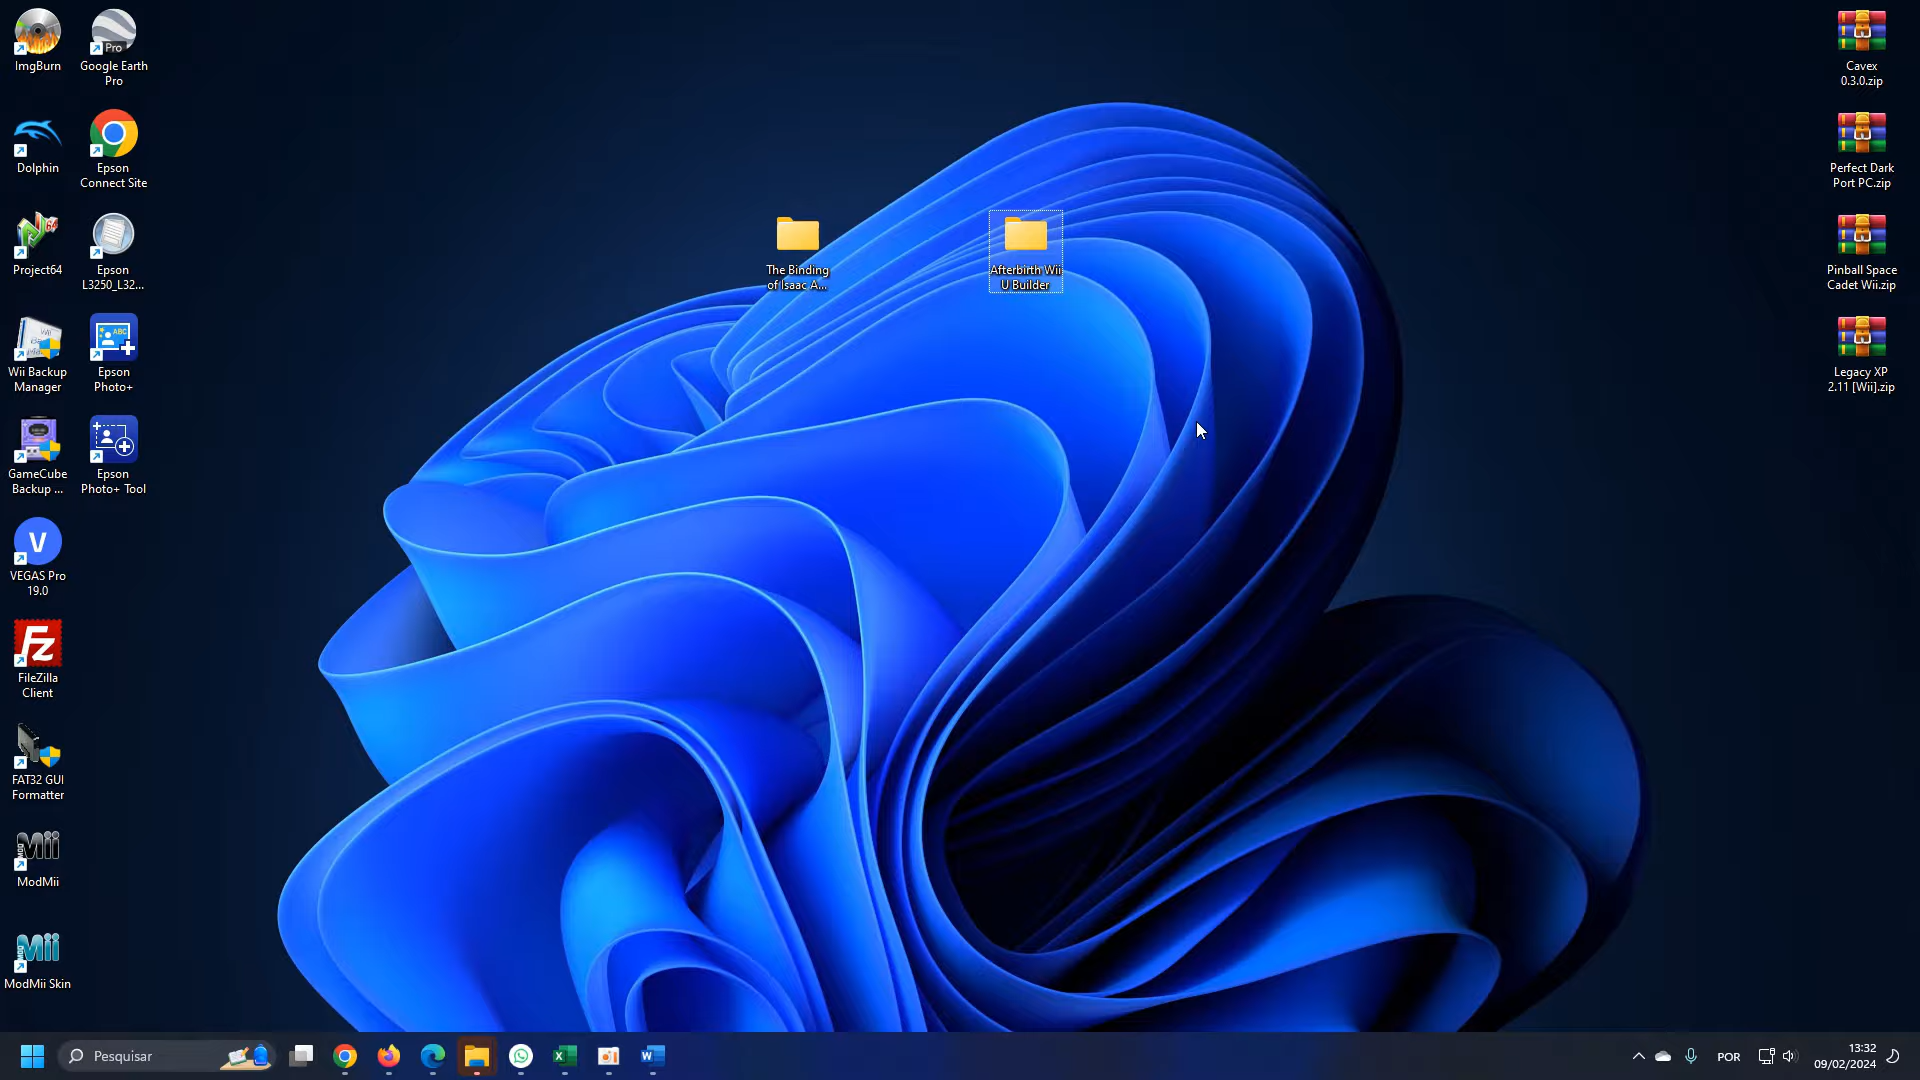 ImgBurn
Google Earth
Pro
Dolphin
Epson
Connect Site
Project64
Epson
L3250_L32...
Wii Backup
Manager
Epson
Photo+
GameCube
Backup ...
Epson
Photo+ Tool
VEGAS Pro
19.0
FileZilla
Client
FAT32 GUI
Formatter
ModMii
ModMii Skin
The Binding
of Isaac A...
Afterbirth Wii
U Builder
Cavex
0.3.0.zip
Perfect Dark
Port PC.zip
Pinball Space
Cadet Wii.zip
Legacy XP
2.11 [Wii].zip
Pesquisar
POR
13:32
09/02/2024